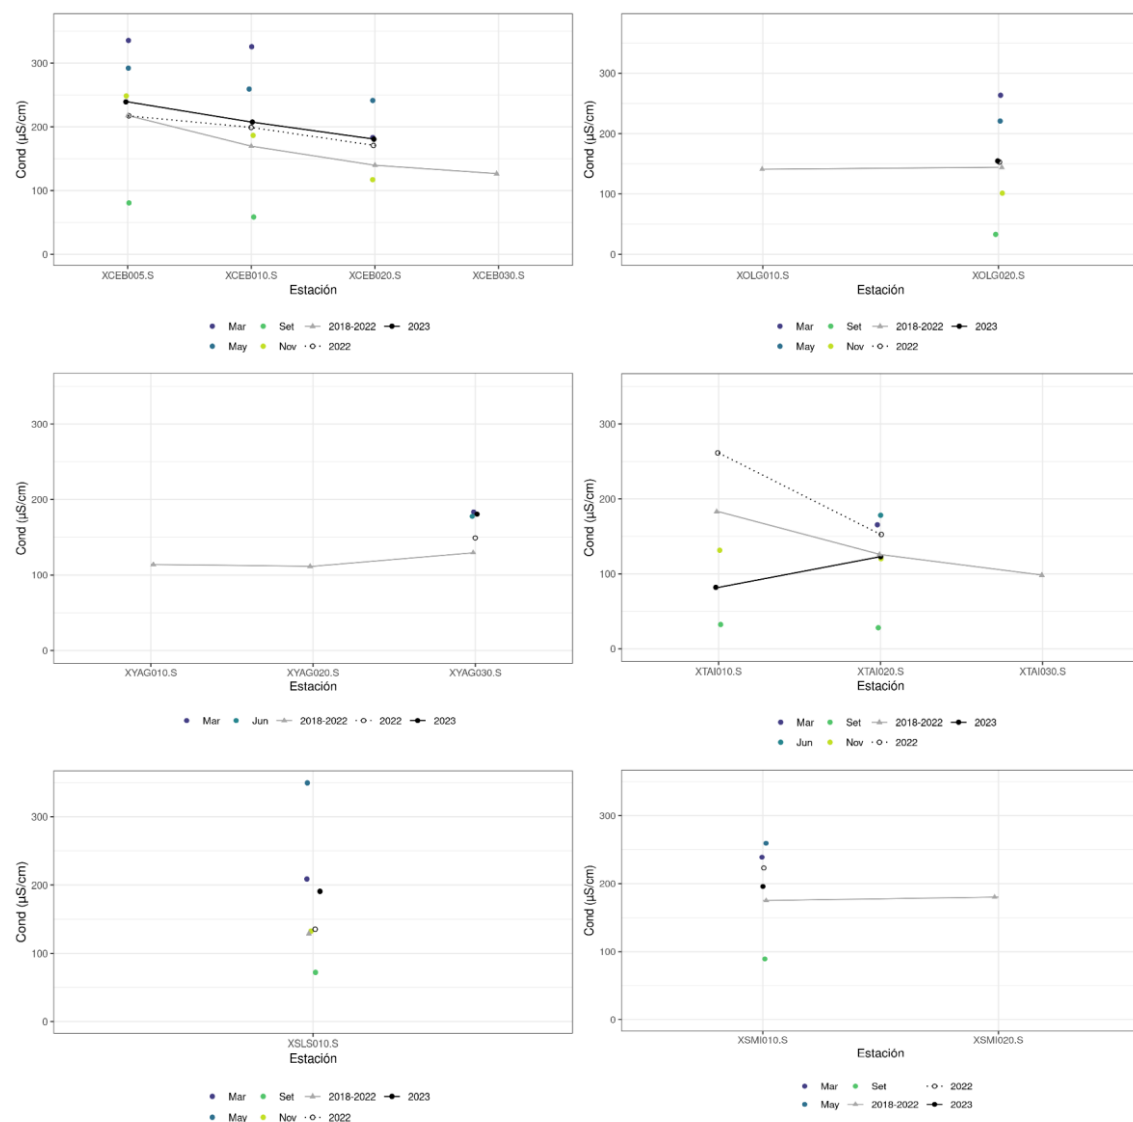 300
200
100
0
Cond (µS/cm)
XCEB005.S XCEB010.S XCEB020.S XCEB030.S
Estación
Mar Set 2018-2022 2023
May Nov 2022
300
200
100
0
Cond (µS/cm)
XOLG010.S XOLG020.S
Estación
Mar Set 2018-2022 2023
May Nov 2022
300
200
100
0
Cond (µS/cm)
XYAG010.S XYAG020.S XYAG030.S
Estación
Mar Jun 2018-2022 2022 2023
300
200
100
0
Cond (µS/cm)
XTAI010.S XTAI020.S XTAI030.S
Estación
Mar Set 2018-2022 2023
Jun Nov 2022
300
200
100
0
Cond (µS/cm)
XSLS010.S
Estación
Mar Set 2018-2022 2023
May Nov 2022
300
200
100
0
Cond (µS/cm)
XSMI010.S XSMI020.S
Estación
Mar Set 2022
May 2018-2022 2023